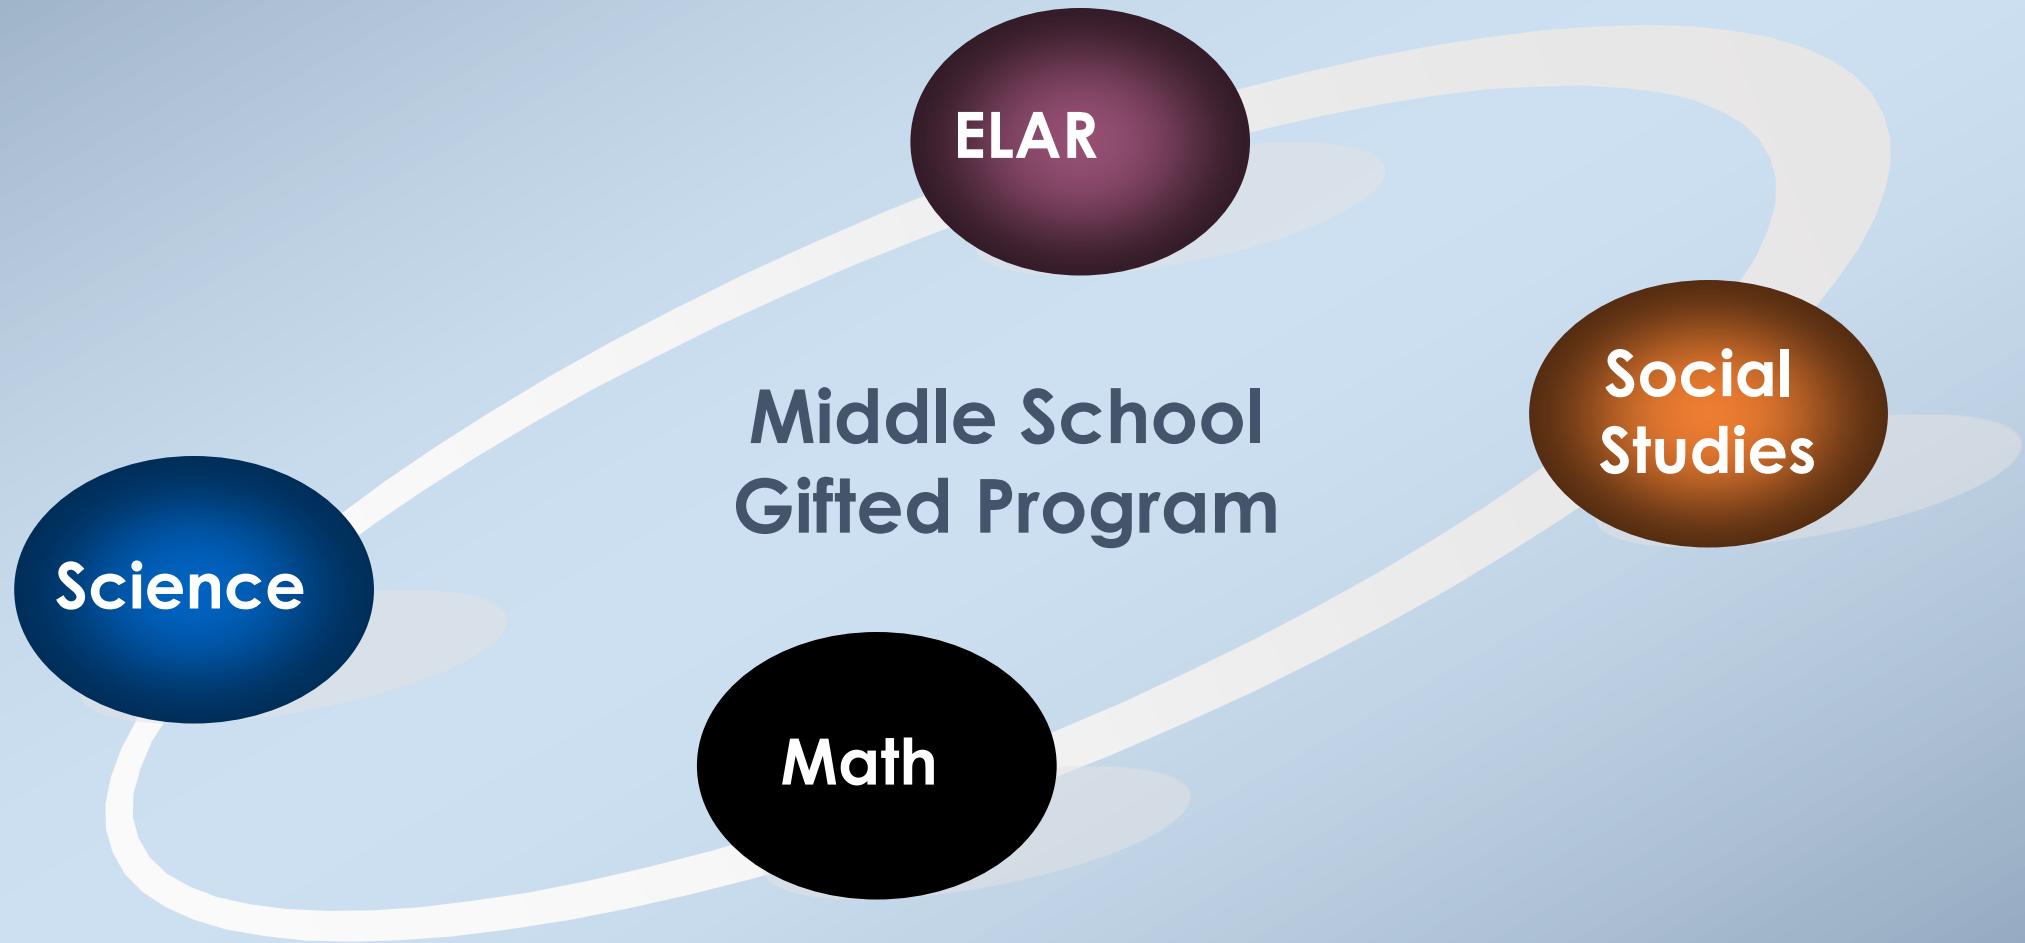 ELAR
Social
Studies
Middle School
Gifted Program
Science
Math